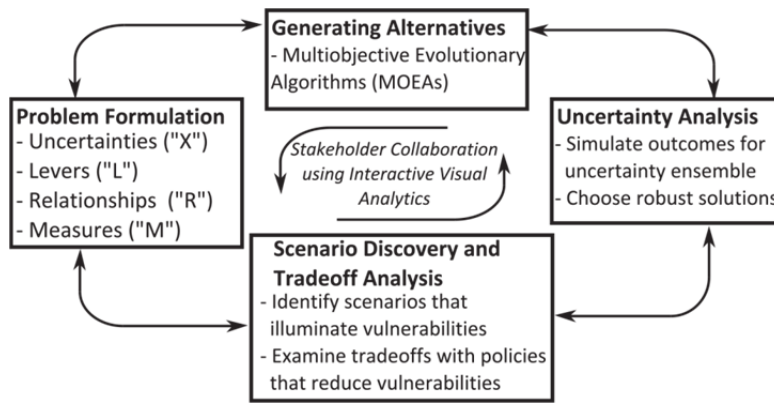 Generating Alternatives
- Multiobjective Evolutionary
Algorithms (MOEAs)
Problem Formulation
- Uncertainties ("X")
- Levers ("L")
- Relationships ("R")
- Measures ("M")
Stakeholder Collaboration
using Interactive Visual
Analytics
Uncertainty Analysis
- Simulate outcomes for
uncertainty ensemble
- Choose robust solutions
Scenario Discovery and
Tradeoff Analysis
- Identify scenarios that
illuminate vulnerabilities
- Examine tradeoffs with policies
that reduce vulnerabilities